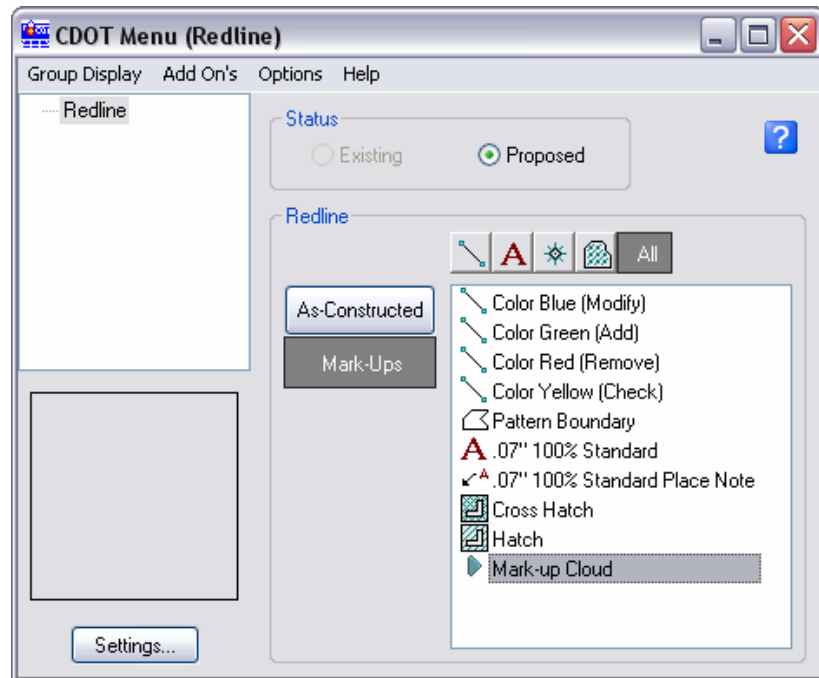 CDOT Menu (Redline)
Group Display Add On's Options Help
Redline
Status
Existing
Proposed
?
Redline
A
All
As-Constructed
Mark-Ups
Color Blue (Modify)
Color Green (Add)
Color Red (Remove)
Color Yellow (Check)
Pattern Boundary
A .07" 100% Standard
A .07" 100% Standard Place Note
Cross Hatch
Hatch
Mark-up Cloud
Settings...